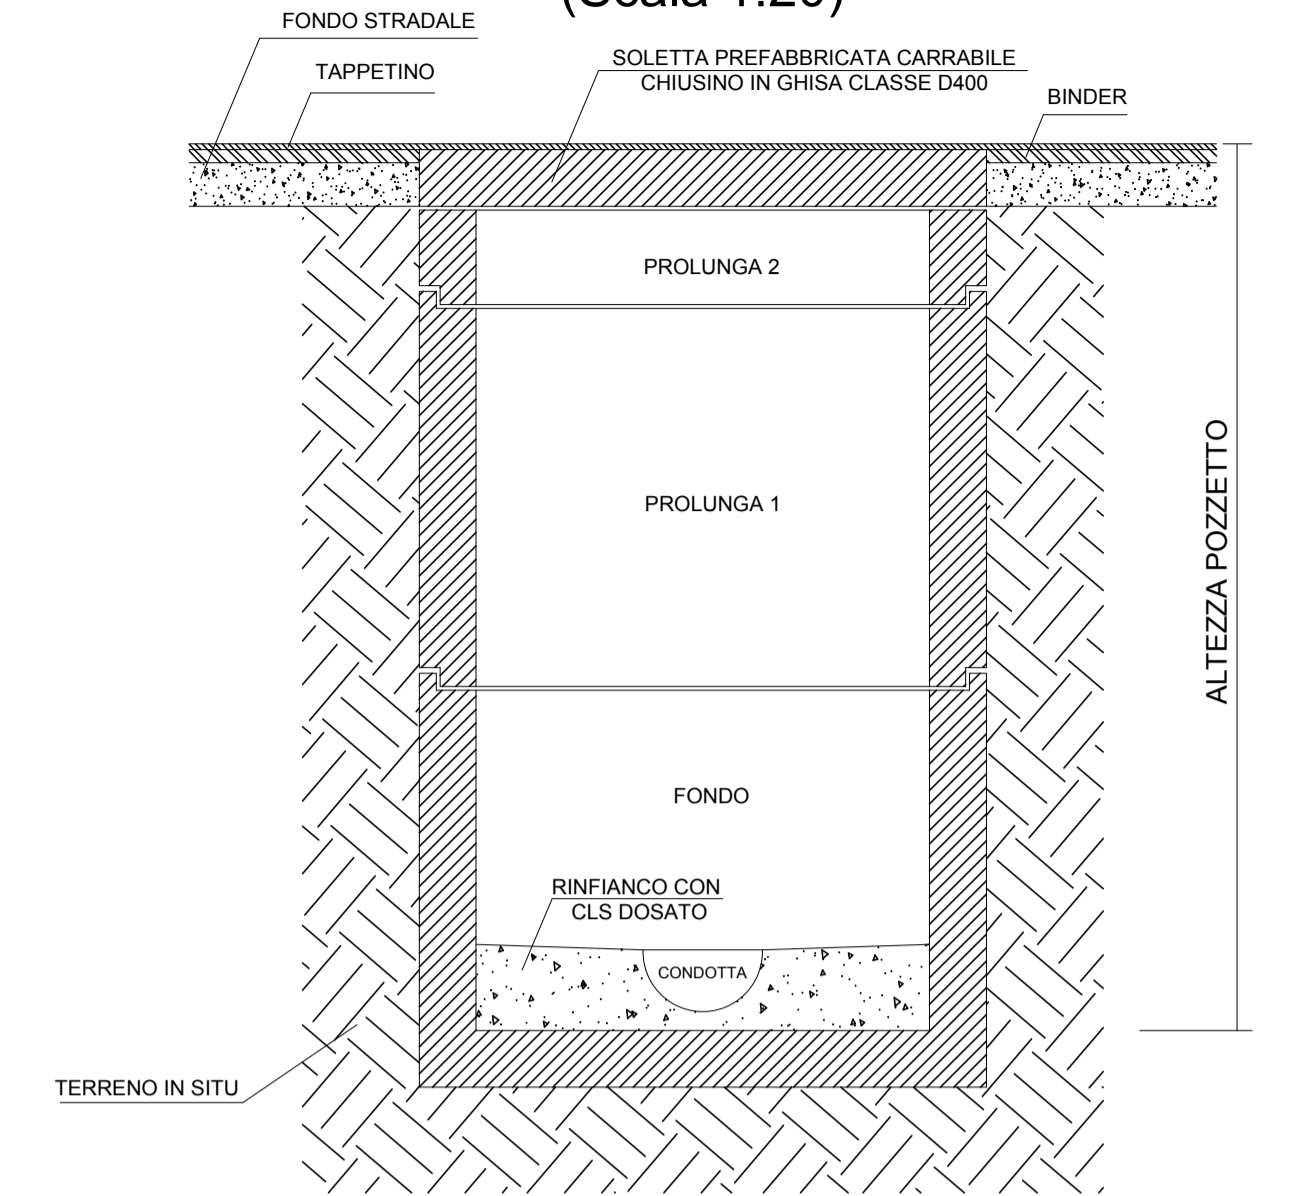 FONDO STRADALE
TAPPETINO
SOLETTA PREFABBRICATA CARRABILE
CHIUSINO IN GHISA CLASSE D400
BINDER
PROLUNGA 2
PROLUNGA 1
ALTEZZA POZZETTO
FONDO
RINFIANCO CON
CLS DOSATO
CONDOTTA
TERRENO IN SITU